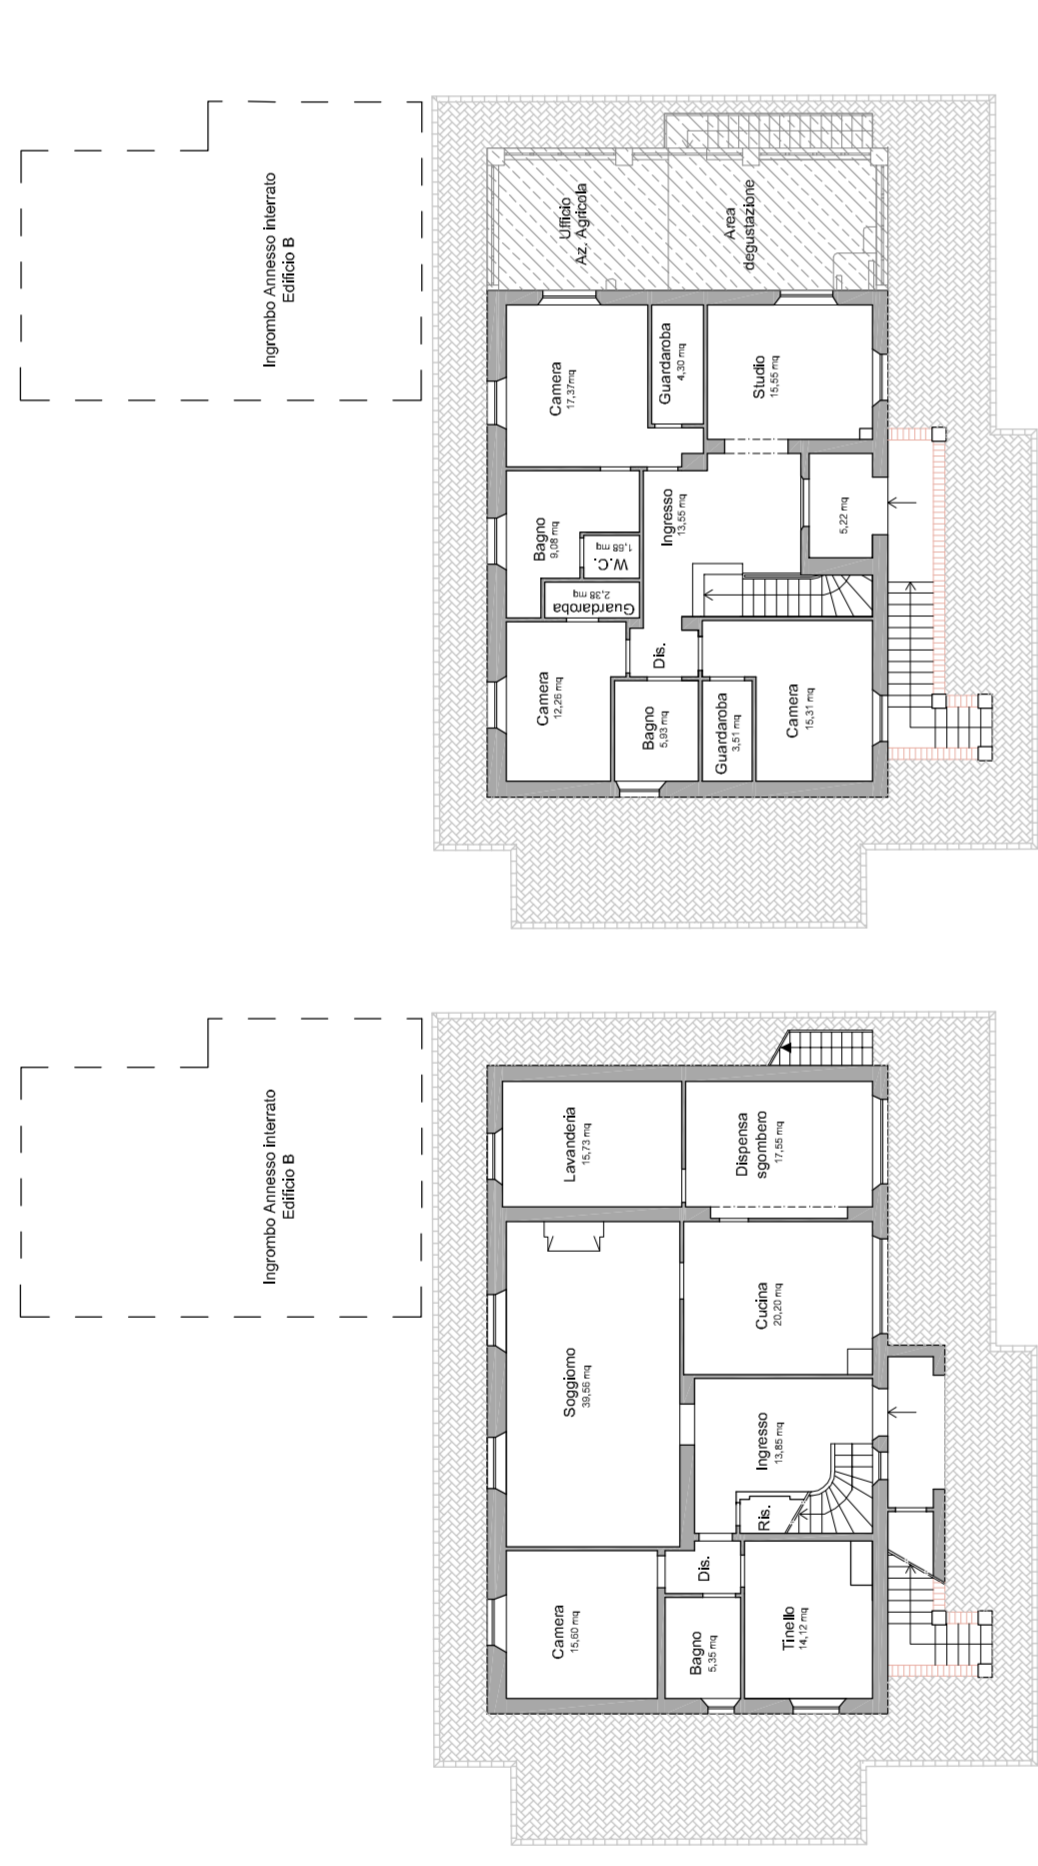 Ingrombo Annesso interrato
Edificio B
Camera
15,60 mq
Soggiorno
39,56 mq
Lavanderia
15,73 mq
Bagno
5,35 mq
Dis.
Tinello
14,12 mq
Ris.
Ingresso
13,85 mq
Cucina
20,20 mq
Dispensa
sgombero
17,55 mq
Ingrombo Annesso interrato
Edificio B
Camera
12,26 mq
Guardaroba
2,38 mq
W.C.
1,68 mq
Bagno
9,08 mq
Camera
17,37mq
Ufficio
Az. Agricola
Bagno
5,93 mq
Dis.
Ingresso
13,55 mq
Guardaroba
4,30 mq
Guardaroba
3,51 mq
Camera
15,31 mq
5,22 mq
Studio
15,55 mq
Area
degustazione